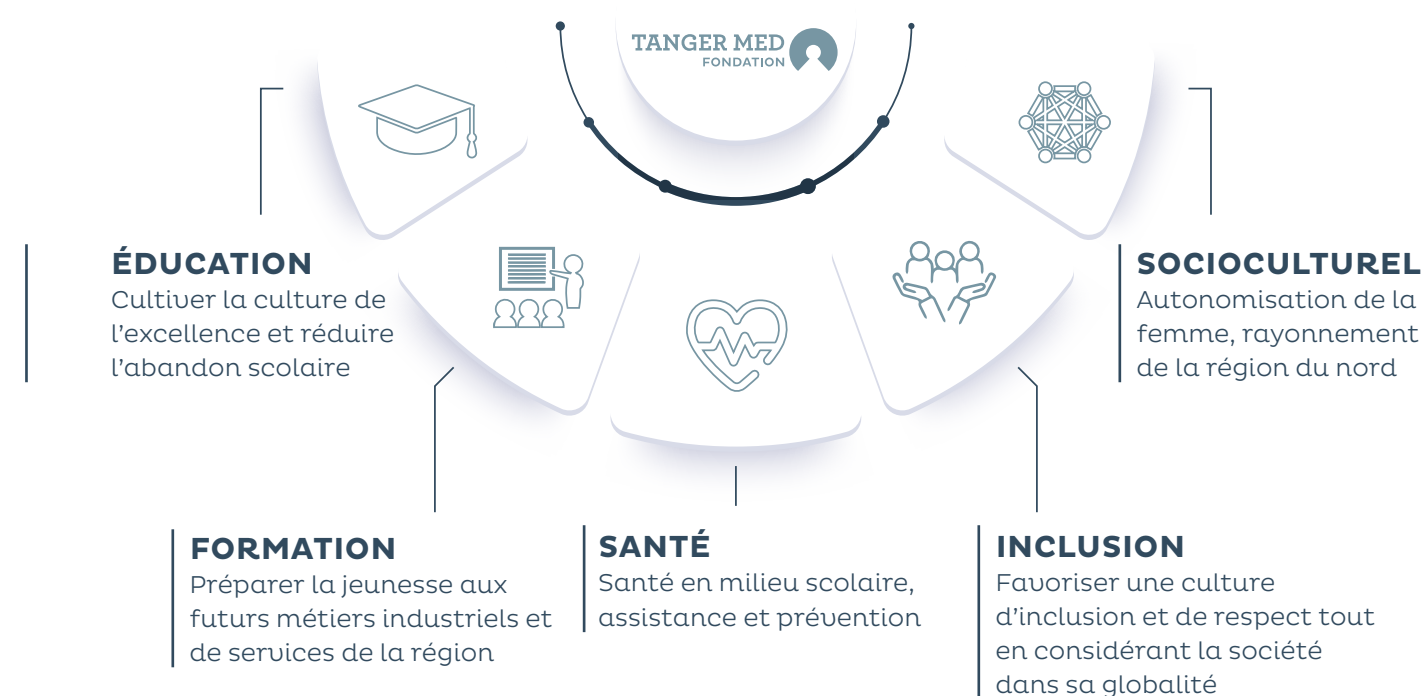 TANGER MED
FONDATION
ÉDUCATION
Cultiver la culture de
l'excellence et réduire
l'abandon scolaire
SOCIOCULTUREL
Autonomisation de la
femme, rayonnement
de la région du nord
FORMATION
Préparer la jeunesse aux
futurs métiers industriels et
de services de la région
SANTÉ
Santé en milieu scolaire,
assistance et prévention
INCLUSION
Favoriser une culture
d'inclusion et de respect tout
en considérant la société
dans sa globalité